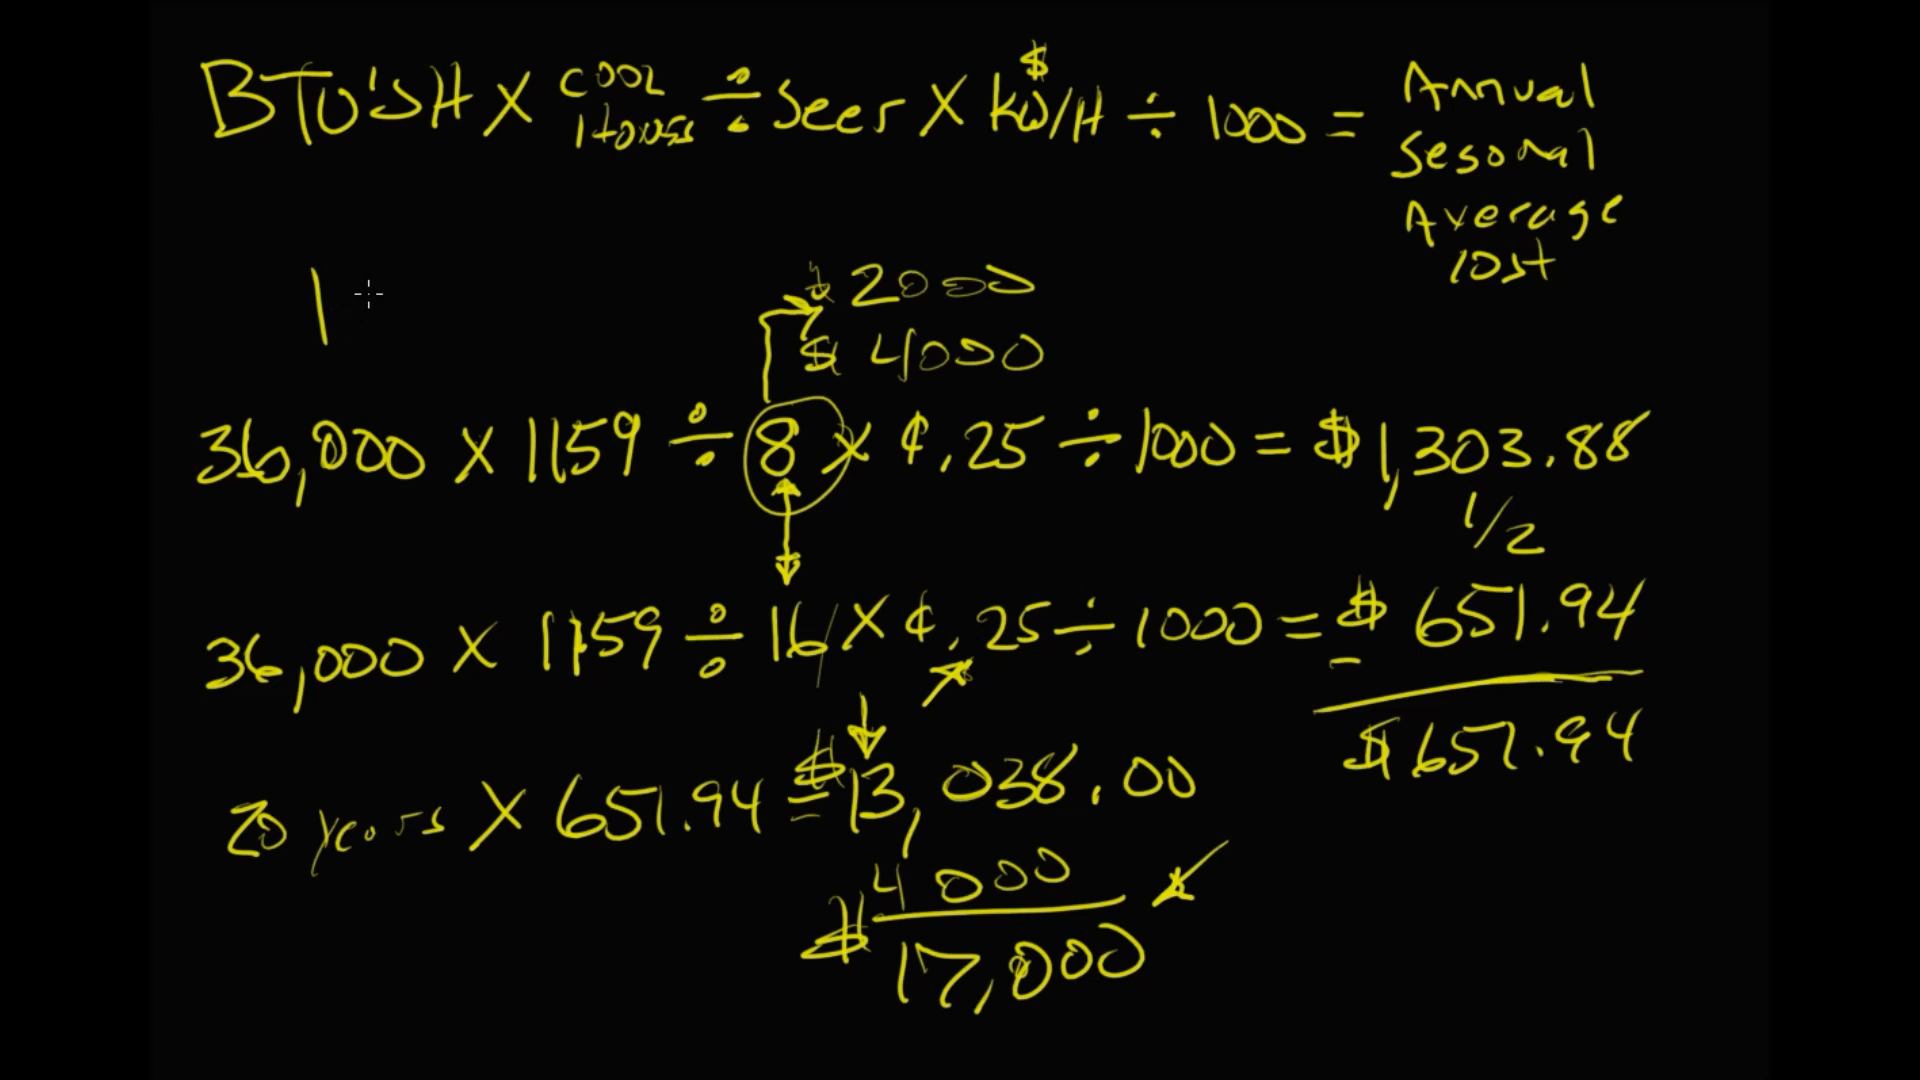 BTU'SH X COOL HOURS ÷ Seer X $ KW/H ÷ 1000 = Annual
Sesonal
Average
Cost
1
$ 2000
$ 4000
36,000 X 1159 ÷ 8 X ¢.25 ÷ 1000 = $1,303.88
1/2
36,000 X 1159 ÷ 16 X ¢.25 ÷ 1000 = $ 651.94
-
$ 651.94
20 years X 651.94 = $13,038.00
4000
$ 17,000